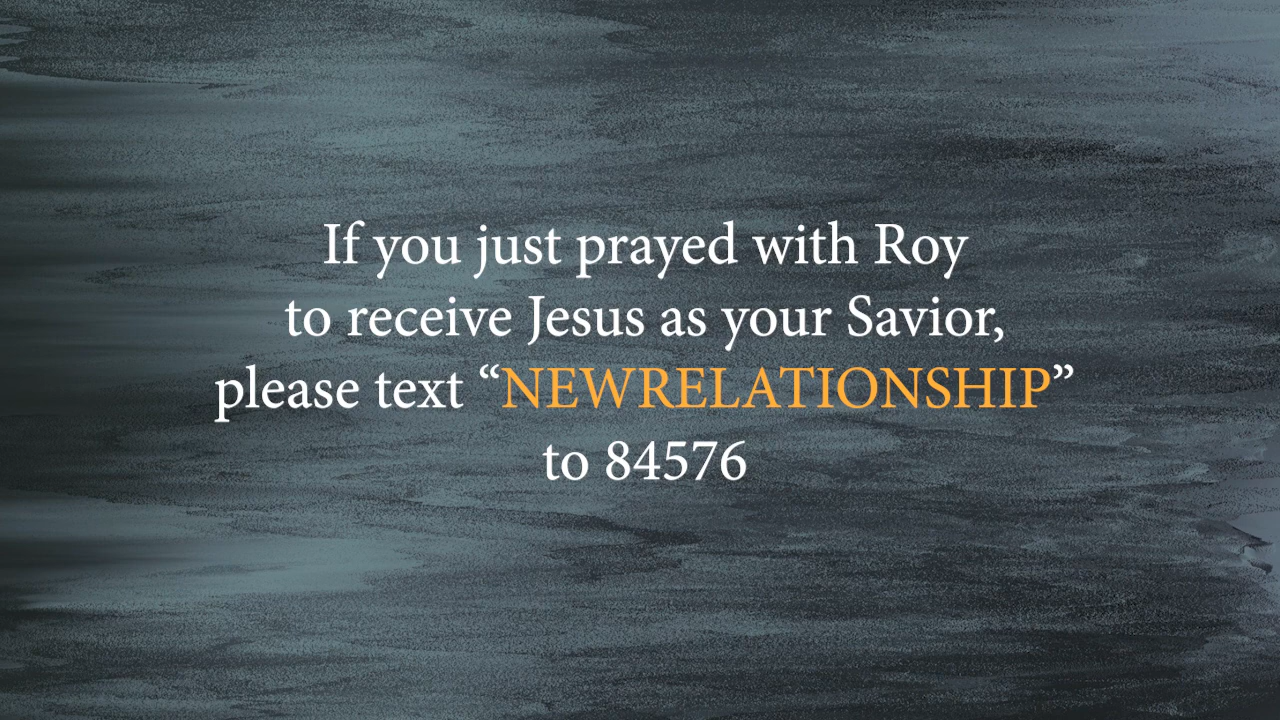 If you just prayed with Roy
to receive Jesus as your Savior,
please text “NEWRELATIONSHIP”
to 84576